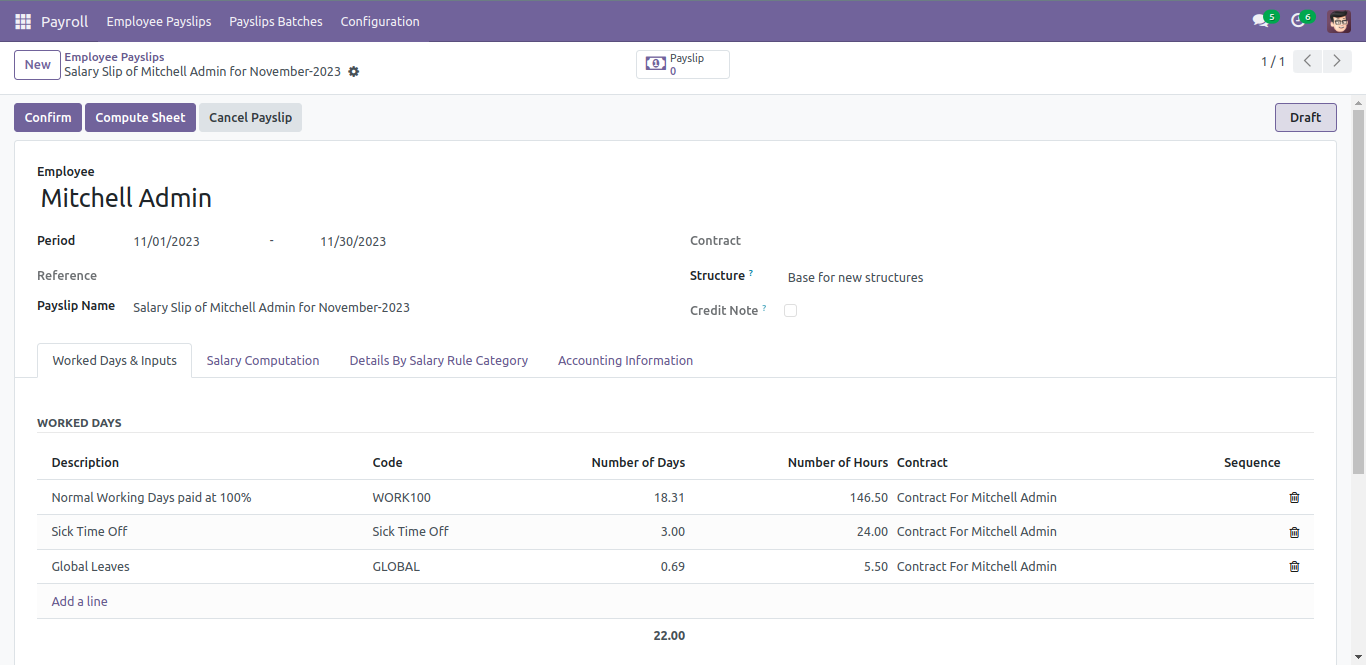 Payroll Employee Payslips Payslips Batches Configuration 5 6
New Employee Payslips
Salary Slip of Mitchell Admin for November-2023
Payslip
0
1 / 1
Confirm Compute Sheet Cancel Payslip Draft
Employee
Mitchell Admin
Period 11/01/2023 - 11/30/2023 Contract
Reference Structure ? Base for new structures
Payslip Name Salary Slip of Mitchell Admin for November-2023 Credit Note ?
Worked Days & Inputs Salary Computation Details By Salary Rule Category Accounting Information
WORKED DAYS
Description Code Number of Days Number of Hours Contract Sequence
Normal Working Days paid at 100% WORK100 18.31 146.50 Contract For Mitchell Admin
Sick Time Off Sick Time Off 3.00 24.00 Contract For Mitchell Admin
Global Leaves GLOBAL 0.69 5.50 Contract For Mitchell Admin
Add a line
22.00